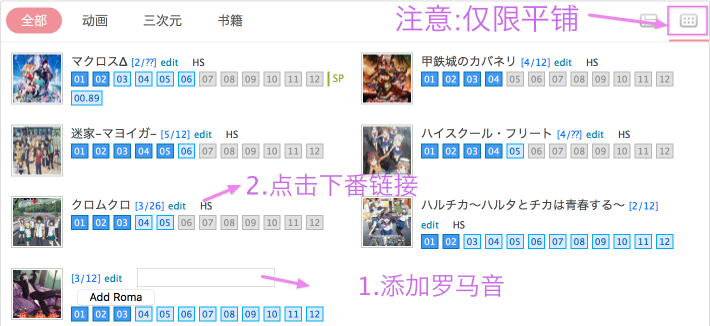 全部 动画 三次元 书籍 注意:仅限平铺
マクロスΔ [2/??] edit HS
01 02 03 04 05 06 07 08 09 10 11 12 SP
00.89
甲鉄城のカバネリ [4/12] edit HS
01 02 03 04 05 06 07 08 09 10 11 12
迷家−マヨイガ− [5/12] edit HS
01 02 03 04 05 06 07 08 09 10 11 12
ハイスクール・フリート [4/??] edit HS
01 02 03 04 05 06 07 08 09 10 11 12
2.点击下番链接
クロムクロ [3/26] edit HS
01 02 03 04 05 06 07 08 09 10 11 12
ハルチカ〜ハルタとチカは青春する〜 [2/12]
edit HS
01 02 03 04 05 06 07 08 09 10 11 12
[3/12] edit
Add Roma
01 02 03 04 05 06 07 08 09 10 11 12
1.添加罗马音